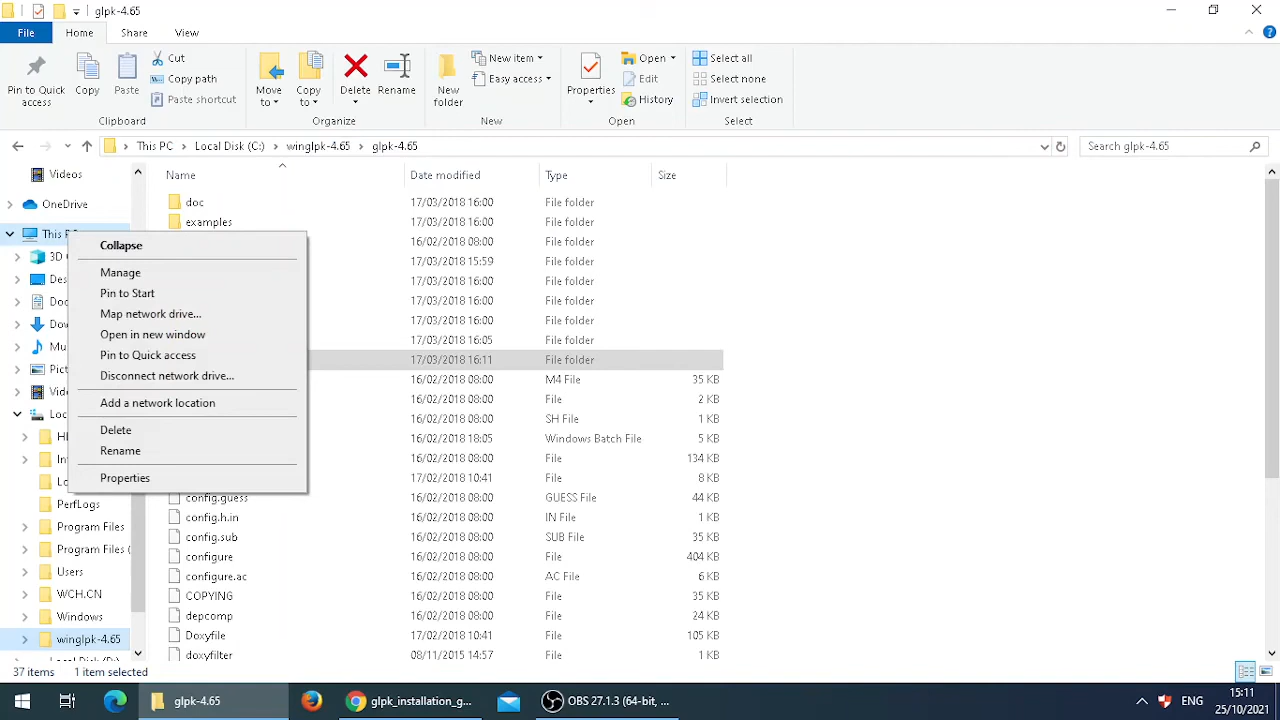 glpk-4.65
File Home Share View
Pin to Quick access
Copy
Paste
Cut
Copy path
Paste shortcut
Clipboard
Move to
Copy to
Delete
Rename
Organize
New folder
New item
Easy access
New
Properties
Open
Edit
History
Open
Select all
Select none
Invert selection
Select
This PC Local Disk (C:) winglpk-4.65 glpk-4.65
Search glpk-4.65
Videos
OneDrive
This P
3D
Des
Doc
Dow
Mu
Pict
Vide
Loc
PerfLogs
Program Files
Program Files (
Users
WCH.CN
Windows
winglpk-4.65
Collapse
Manage
Pin to Start
Map network drive...
Open in new window
Pin to Quick access
Disconnect network drive...
Add a network location
Delete
Rename
Properties
Name Date modified Type Size
doc 17/03/2018 16:00 File folder
examples 17/03/2018 16:00 File folder
16/02/2018 08:00 File folder
17/03/2018 15:59 File folder
17/03/2018 16:00 File folder
17/03/2018 16:00 File folder
17/03/2018 16:00 File folder
17/03/2018 16:05 File folder
17/03/2018 16:11 File folder
16/02/2018 08:00 M4 File 35 KB
16/02/2018 08:00 File 2 KB
16/02/2018 08:00 SH File 1 KB
16/02/2018 18:05 Windows Batch File 5 KB
16/02/2018 08:00 File 134 KB
17/02/2018 10:41 File 8 KB
config.guess 16/02/2018 08:00 GUESS File 44 KB
config.h.in 16/02/2018 08:00 IN File 1 KB
config.sub 16/02/2018 08:00 SUB File 35 KB
configure 16/02/2018 08:00 File 404 KB
configure.ac 16/02/2018 08:00 AC File 6 KB
COPYING 16/02/2018 08:00 File 35 KB
depcomp 16/02/2018 08:00 File 24 KB
Doxyfile 17/02/2018 10:41 File 105 KB
doxyfilter 08/11/2015 14:57 File 1 KB
37 items 1 item selected
glpk-4.65
glpk_installation_g...
OBS 27.1.3 (64-bit, ...
ENG
15:11
25/10/2021